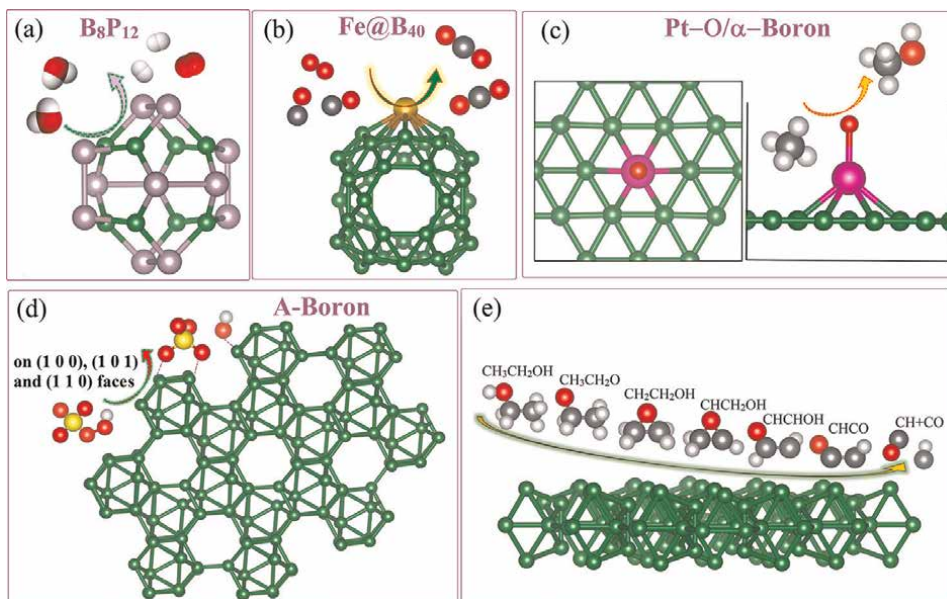 (a)
B₈P₁₂
(b)
Fe@B₄₀
(c)
Pt–O/α–Boron
(d)
A-Boron
on (1 0 0), (1 0 1)
and (1 1 0) faces
(e)
CH3CH2OH
CH3CH2O
CH2CH2OH
CHCH2OH
CHCHOH
CHCO
CH+CO